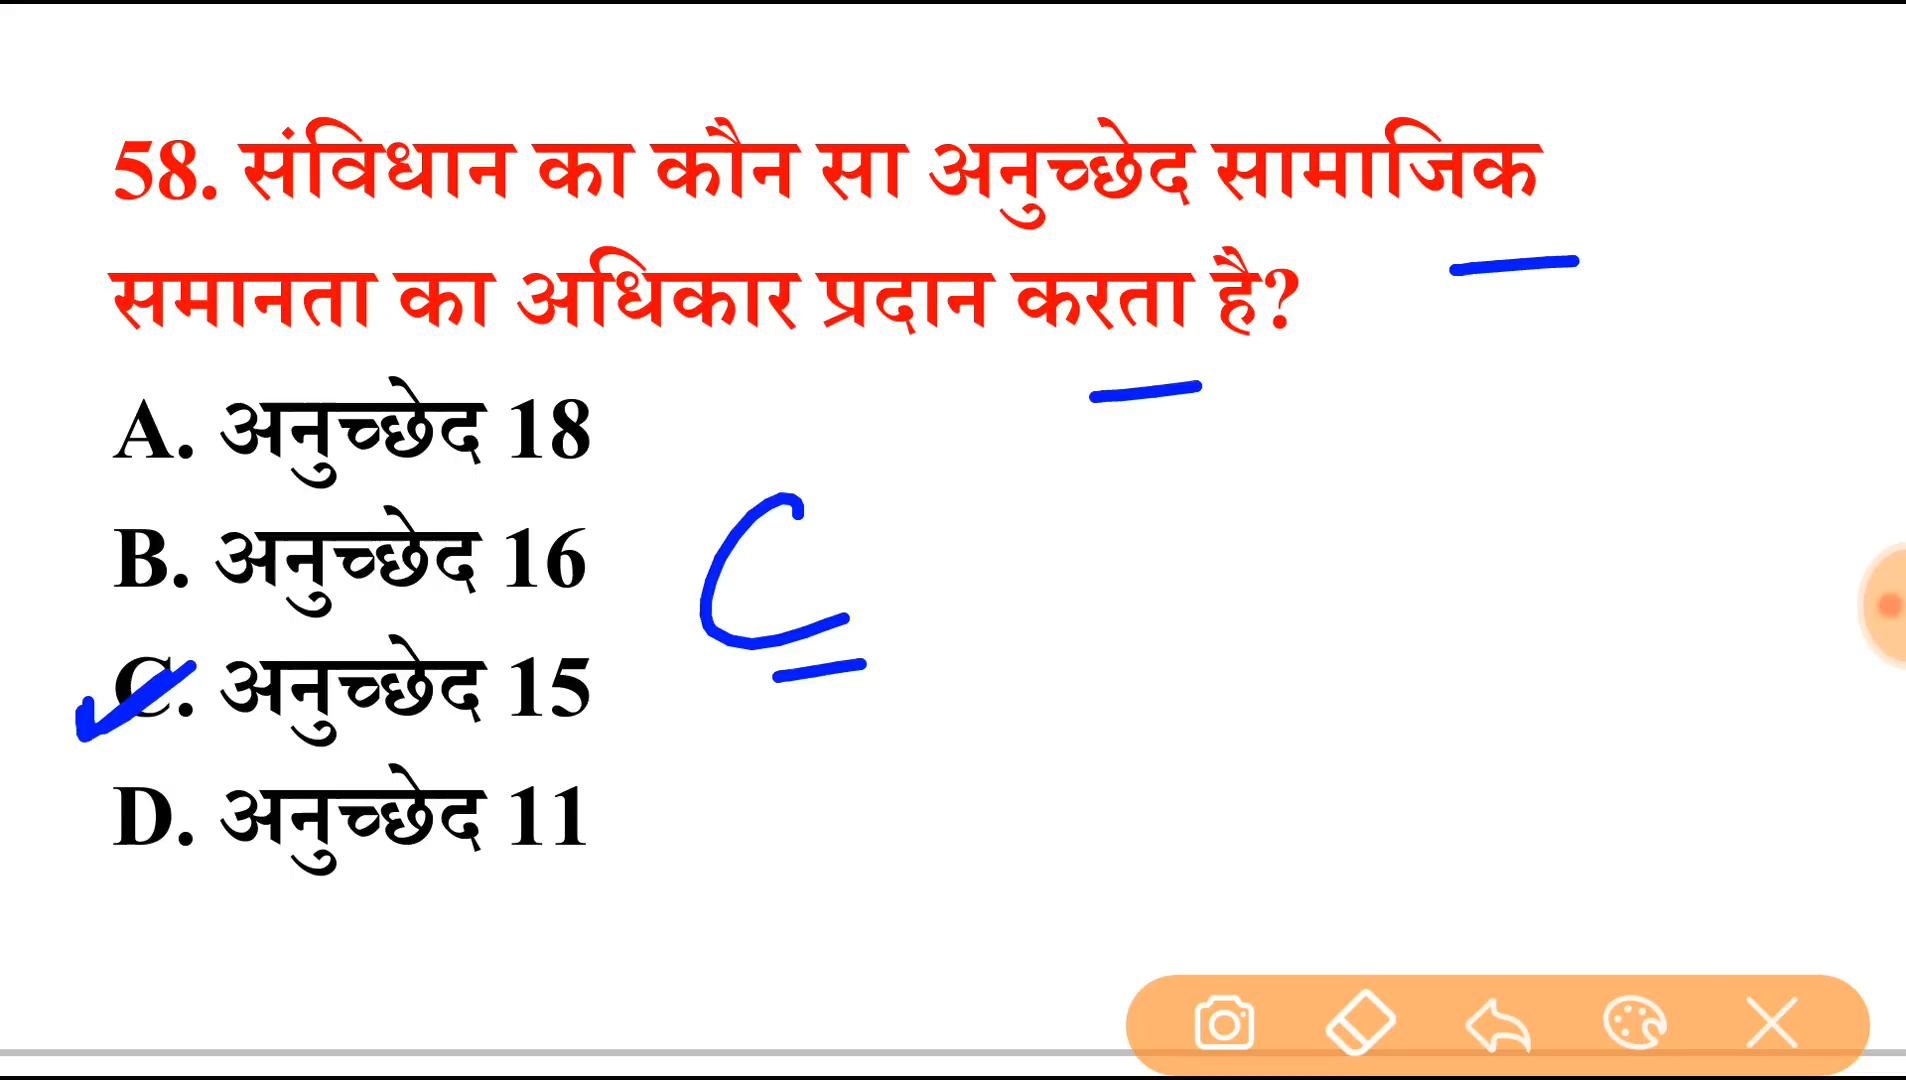 58. संविधान का कौन सा अनुच्छेद सामाजिक
समानता का अधिकार प्रदान करता है?
A. अनुच्छेद 18
B. अनुच्छेद 16
C
C. अनुच्छेद 15
D. अनुच्छेद 11